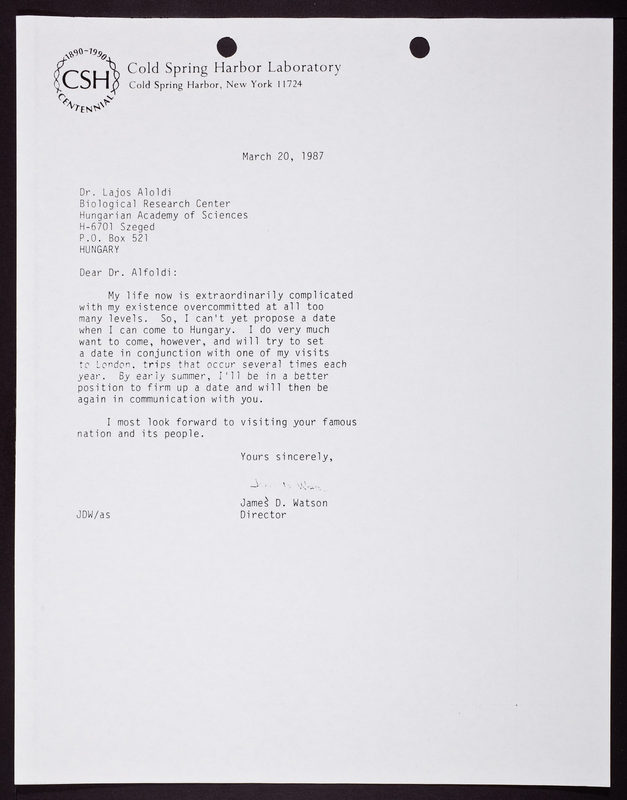 1890-1990
CSH
CENTENNIAL
Cold Spring Harbor Laboratory
Cold Spring Harbor, New York 11724
March 20, 1987
Dr. Lajos Aloldi
Biological Research Center
Hungarian Academy of Sciences
H-6701 Szeged
P.O. Box 521
HUNGARY
Dear Dr. Alfoldi:
My life now is extraordinarily complicated
with my existence overcommitted at all too
many levels. So, I can't yet propose a date
when I can come to Hungary. I do very much
want to come, however, and will try to set
a date in conjunction with one of my visits
to London, trips that occur several times each
year. By early summer, I'll be in a better
position to firm up a date and will then be
again in communication with you.
I most look forward to visiting your famous
nation and its people.
Yours sincerely,
James D. Watson
JDW/as Director